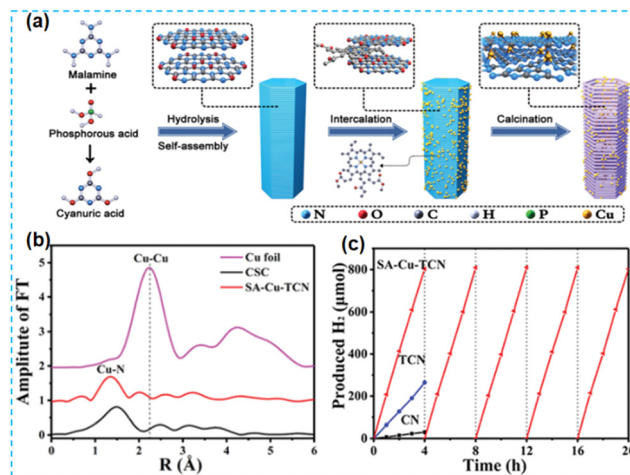 (a)
Malamine
+
Phosphorous acid
Cyanuric acid
Hydrolysis
Self-assembly
Intercalation
Calcination
N O C H P Cu
(b)
Cu-Cu
Cu foil
CSC
SA-Cu-TCN
Cu-N
Amplitude of FT
5
4
3
2
1
0
0 1 2 3 4 5 6
R (Å)
(c)
SA-Cu-TCN
TCN
CN
Produced H₂ (μmol)
800
600
400
200
0
0 4 8 12 16 20
Time (h)